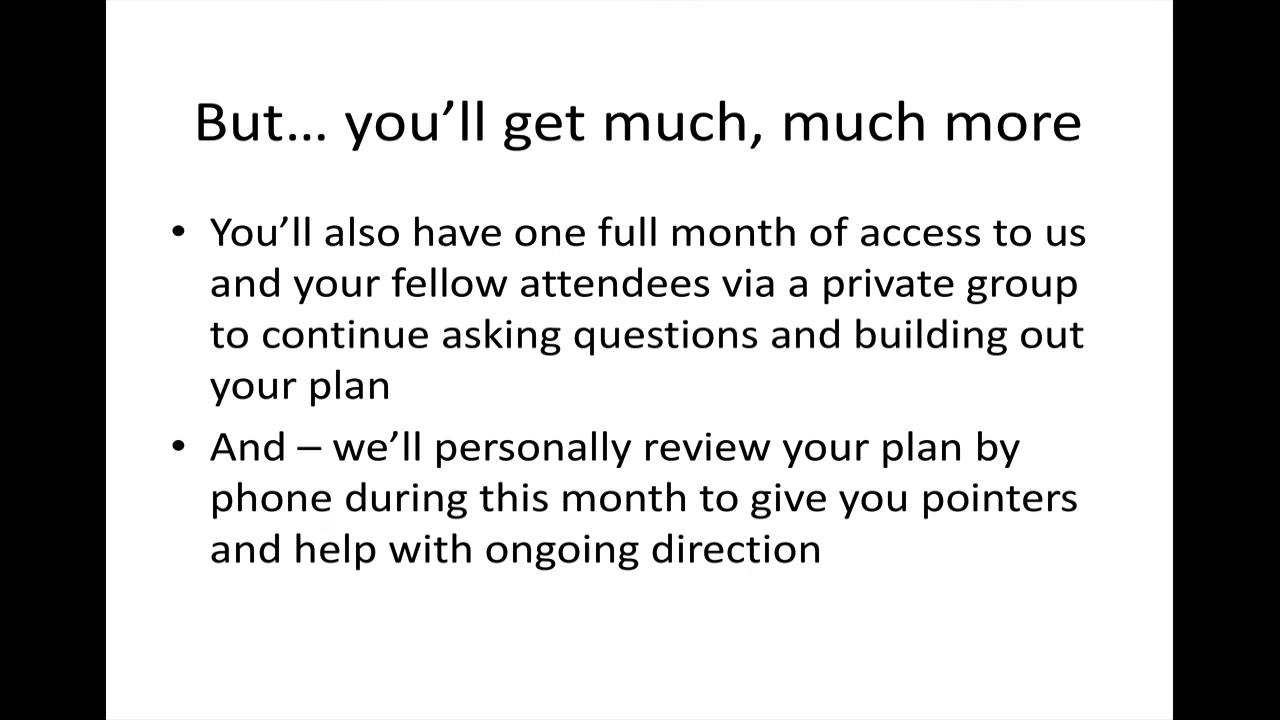 But… you’ll get much, much more
• You’ll also have one full month of access to us
and your fellow attendees via a private group
to continue asking questions and building out
your plan
• And – we’ll personally review your plan by
phone during this month to give you pointers
and help with ongoing direction